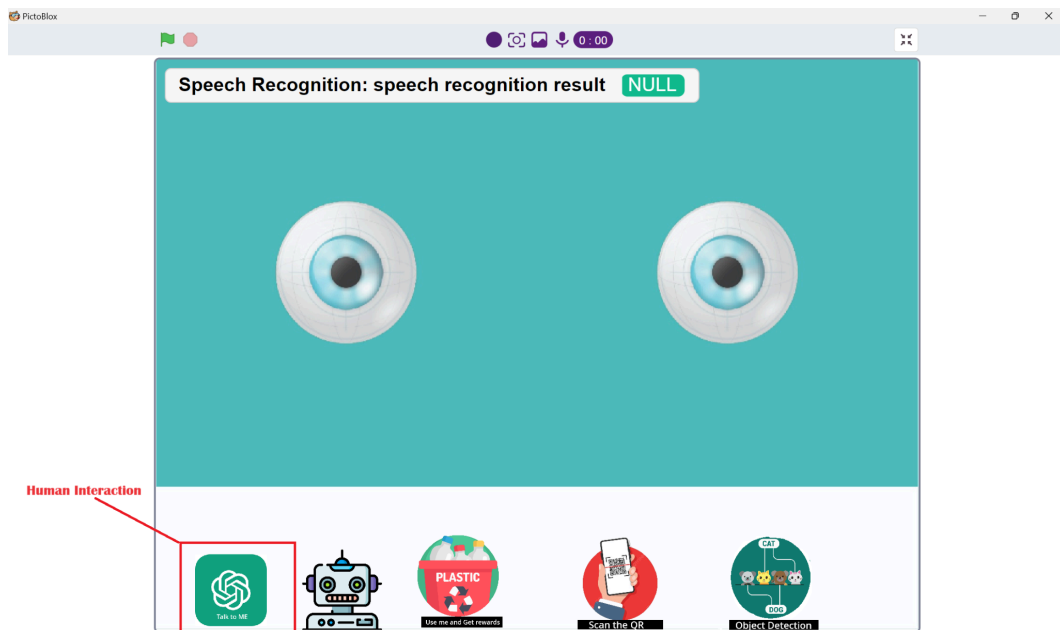 PictoBlox
0 : 00
Speech Recognition: speech recognition result NULL
Human Interaction
Talk to ME
PLASTIC
Use me and Get rewards
Scan the QR
CAT
DOG
Object Detection